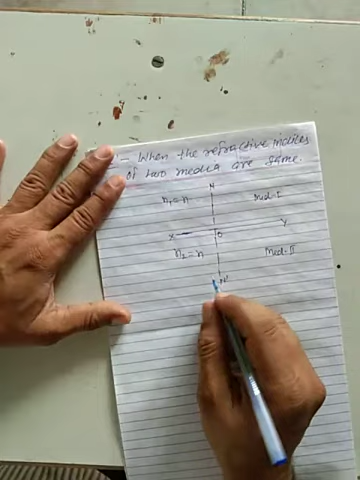 - When the refractive indices
of two media are same.
N
n₁=n Med-I
X O Y
n₂=n Med-II
N'